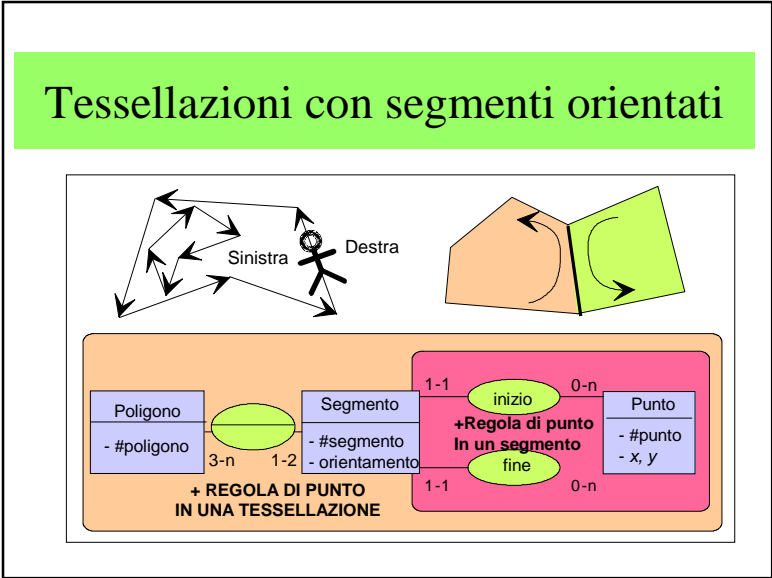 Tessellazioni con segmenti orientati
Sinistra
Destra
Poligono
- #poligono
3-n
1-2
Segmento
- #segmento
- orientamento
1-1
inizio
0-n
+Regola di punto
In un segmento
fine
1-1
0-n
Punto
- #punto
- x, y
+ REGOLA DI PUNTO
IN UNA TESSELLAZIONE